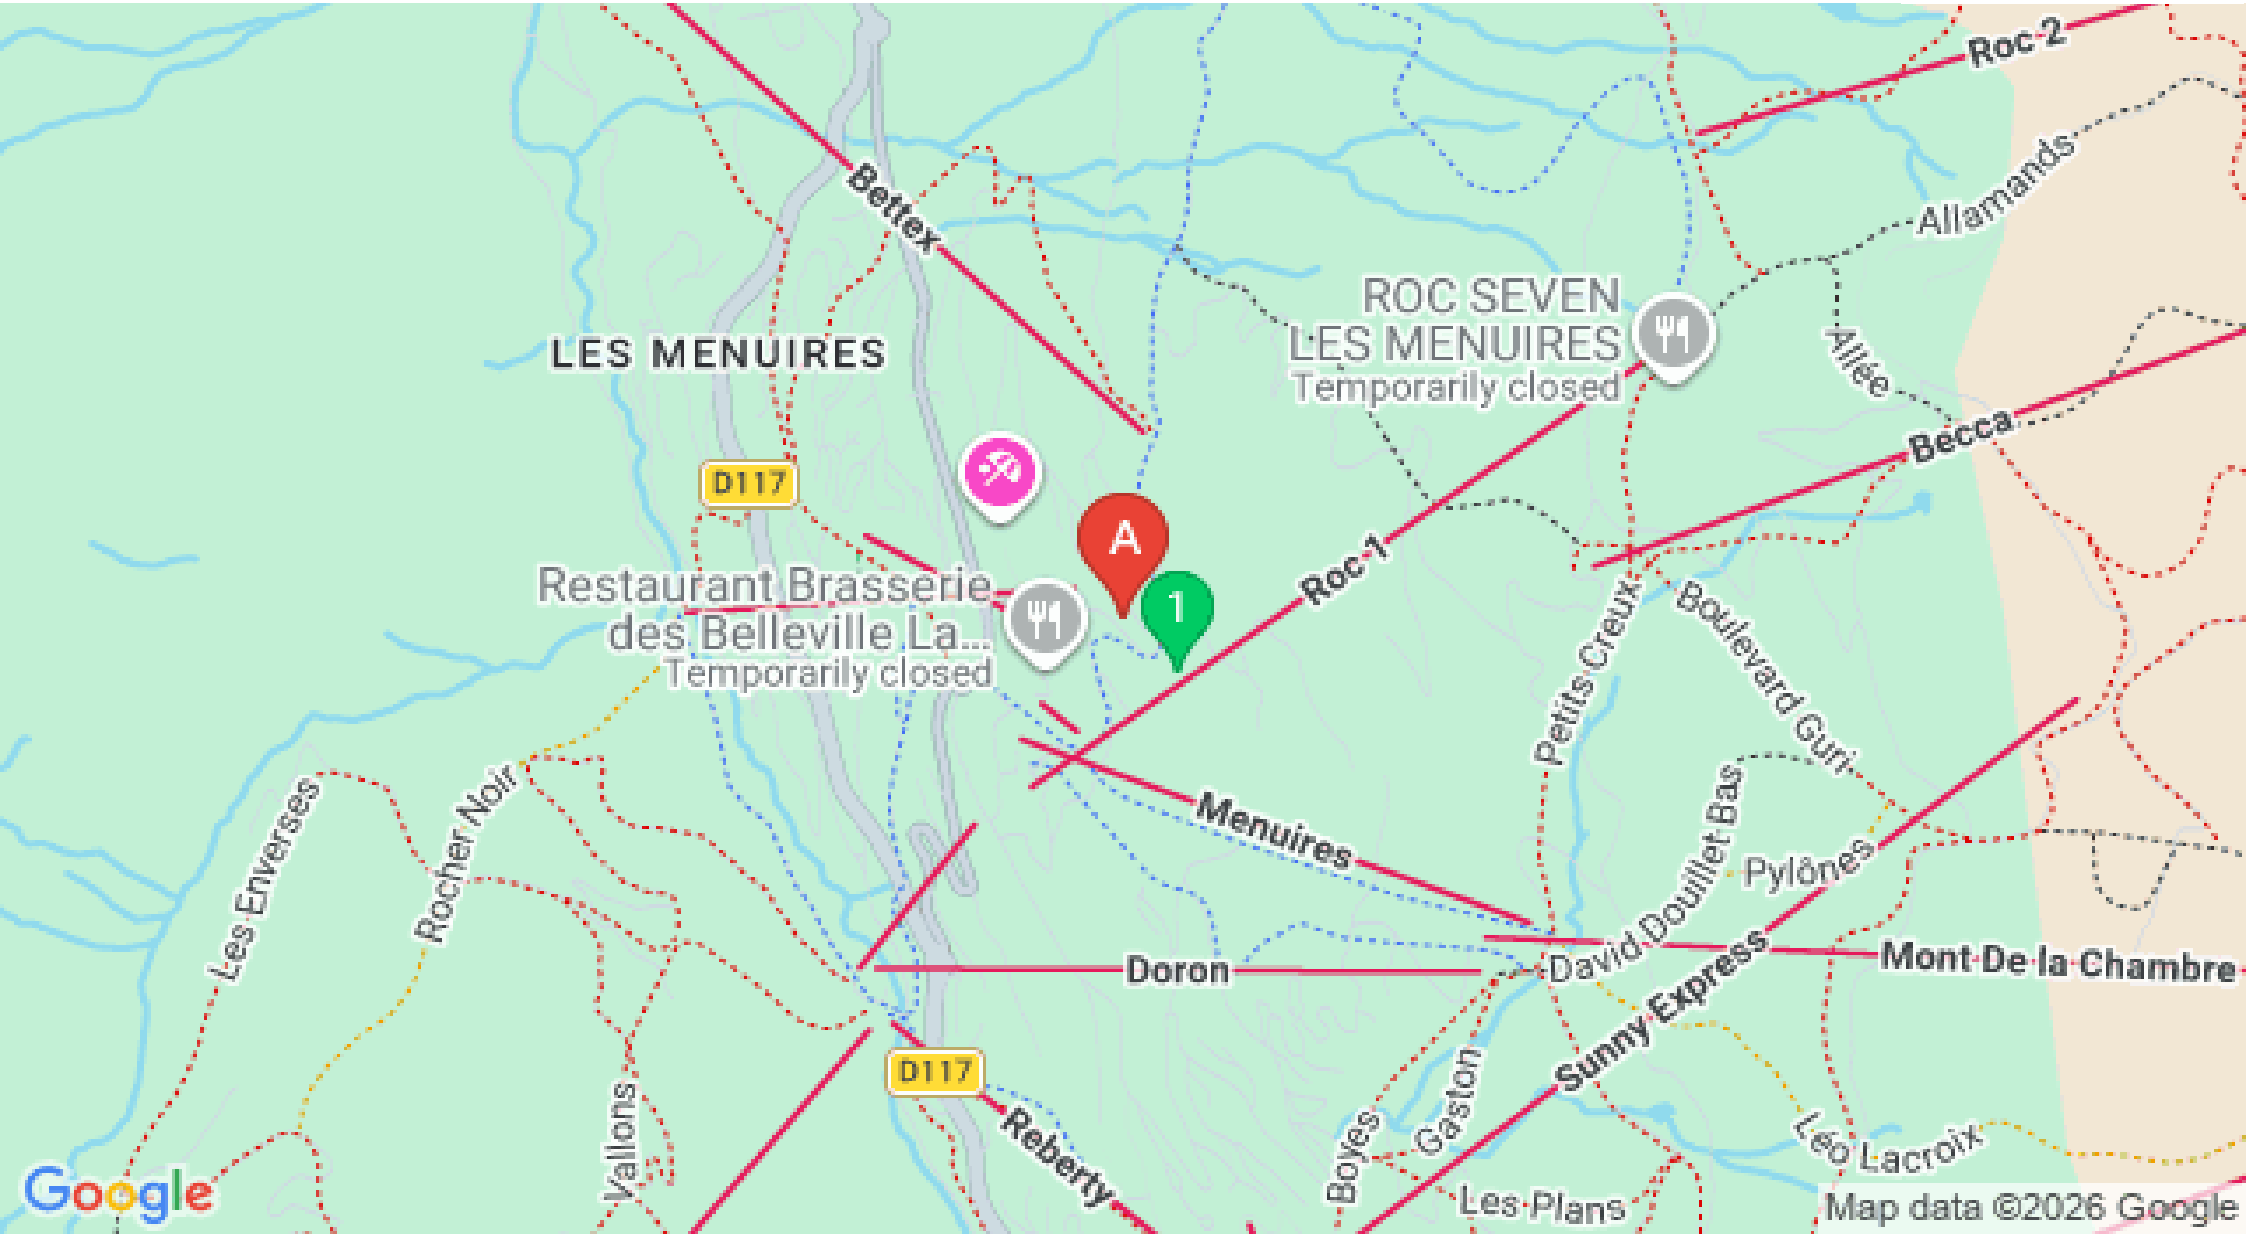 Roc 2
Bettex
Allamands
ROC SEVEN
LES MENUIRES
Temporarily closed
LES MENUIRES
Allée
Becca
D117
A
Roc 1
1
Restaurant Brasserie
des Belleville La...
Temporarily closed
Petits Creux
Boulevard Guri
Les Enverses
Rocher Noir
Menuires
David Douillet Bas
Pylônes
Doron
Mont De la Chambre
Sunny Express
D117
Vallons
Reberty
Boyes
Gaston
Léo Lacroix
Les Plans
Google
Map data ©2026 Google